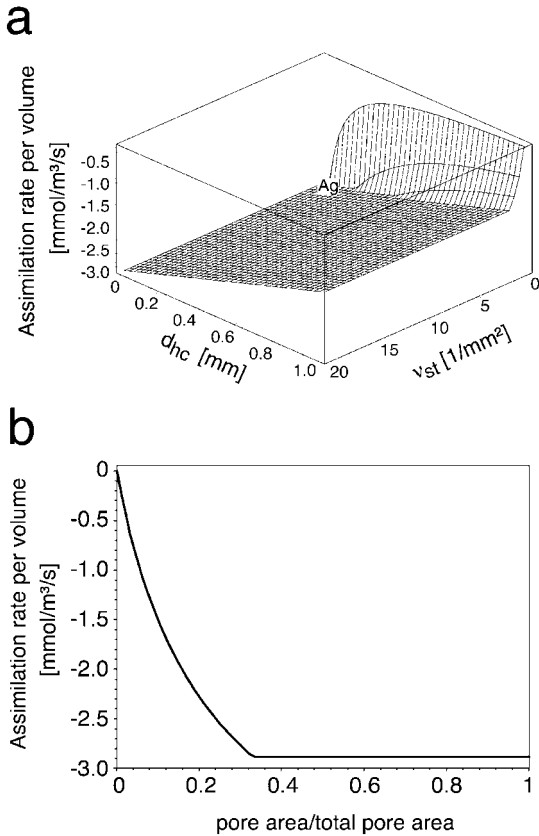 a
Assimilation rate per volume
[mmol/m³/s]
-0.5
-1.0
-1.5
-2.0
-2.5
-3.0
Ag
0
0.2
0.4
0.6
0.8
1.0
d_hc [mm]
20
15
10
5
0
ν_st [1/mm²]
b
Assimilation rate per volume
[mmol/m³/s]
0
-0.5
-1.0
-1.5
-2.0
-2.5
-3.0
0 0.2 0.4 0.6 0.8 1
pore area/total pore area